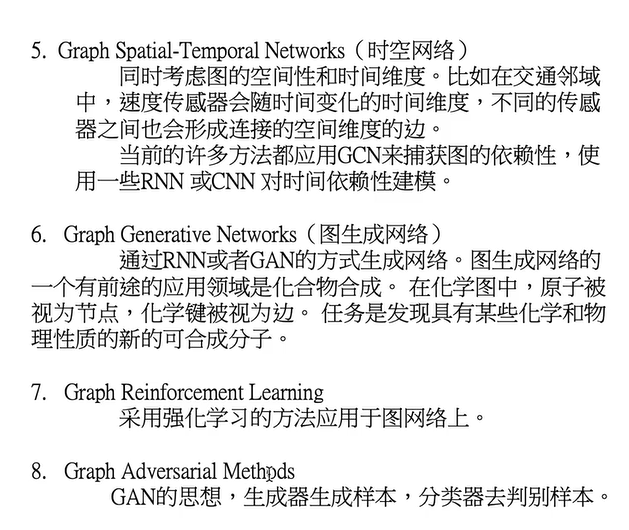 5. Graph Spatial-Temporal Networks（时空网络）
同时考虑图的空间性和时间维度。比如在交通邻域
中，速度传感器会随时间变化的时间维度，不同的传感
器之间也会形成连接的空间维度的边。
当前的许多方法都应用GCN来捕获图的依赖性，使
用一些RNN 或CNN 对时间依赖性建模。
6. Graph Generative Networks（图生成网络）
通过RNN或者GAN的方式生成网络。图生成网络的
一个有前途的应用领域是化合物合成。 在化学图中，原子被
视为节点，化学键被视为边。 任务是发现具有某些化学和物
理性质的新的可合成分子。
7. Graph Reinforcement Learning
采用强化学习的方法应用于图网络上。
8. Graph Adversarial Methods
GAN的思想，生成器生成样本，分类器去判别样本。